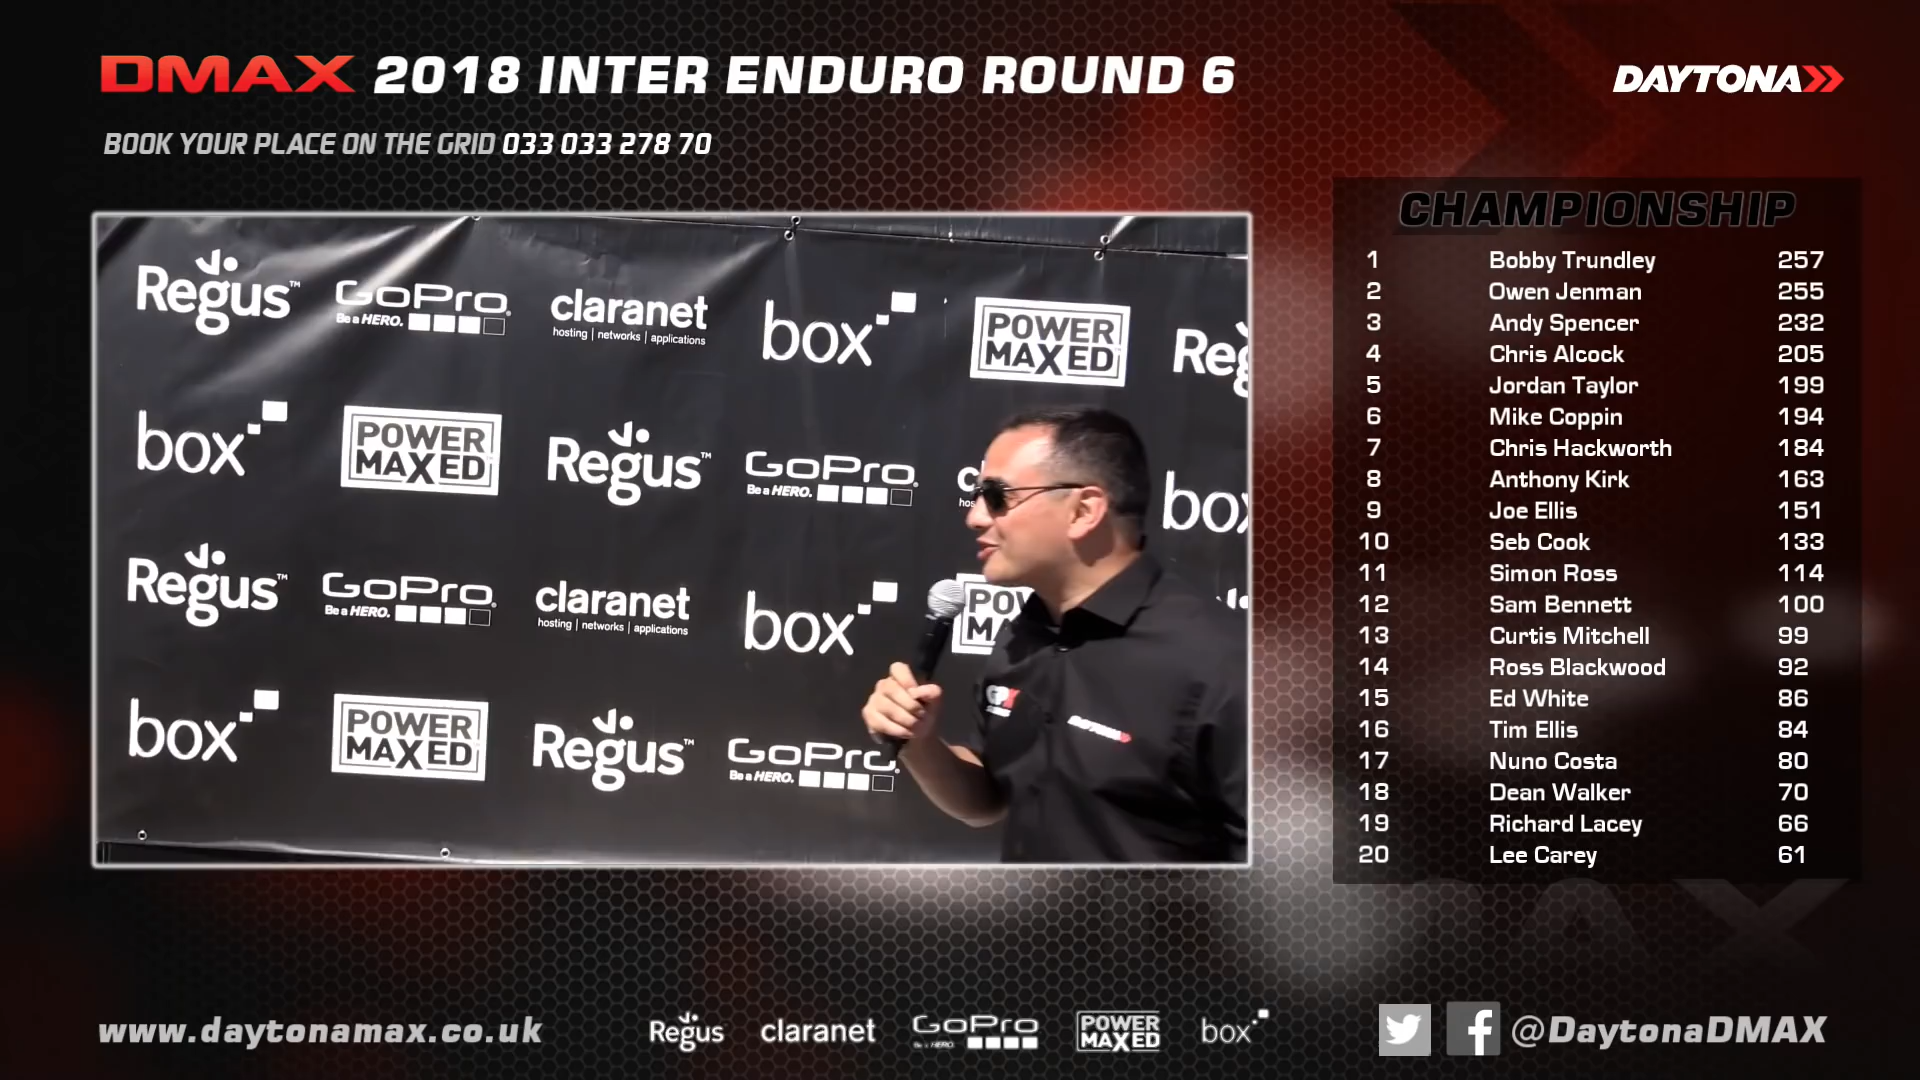 DMAX 2018 INTER ENDURO ROUND 6
DAYTONA
BOOK YOUR PLACE ON THE GRID 033 033 278 70
Regus™
GoPro
Be a HERO.
claranet
hosting | networks | applications
box
POWER
MAXED
box
POWER
MAXED
Regus™
GoPro
Be a HERO.
box
Regus™
GoPro
Be a HERO.
claranet
hosting | networks | applications
box
box
POWER
MAXED
Regus™
GoPro
Be a HERO.
DAYTONA
CHAMPIONSHIP
1 Bobby Trundley 257
2 Owen Jenman 255
3 Andy Spencer 232
4 Chris Alcock 205
5 Jordan Taylor 199
6 Mike Coppin 194
7 Chris Hackworth 184
8 Anthony Kirk 163
9 Joe Ellis 151
10 Seb Cook 133
11 Simon Ross 114
12 Sam Bennett 100
13 Curtis Mitchell 99
14 Ross Blackwood 92
15 Ed White 86
16 Tim Ellis 84
17 Nuno Costa 80
18 Dean Walker 70
19 Richard Lacey 66
20 Lee Carey 61
www.daytonamax.co.uk
Regus
claranet
GoPro
POWER
MAXED
box
@DaytonaDMAX